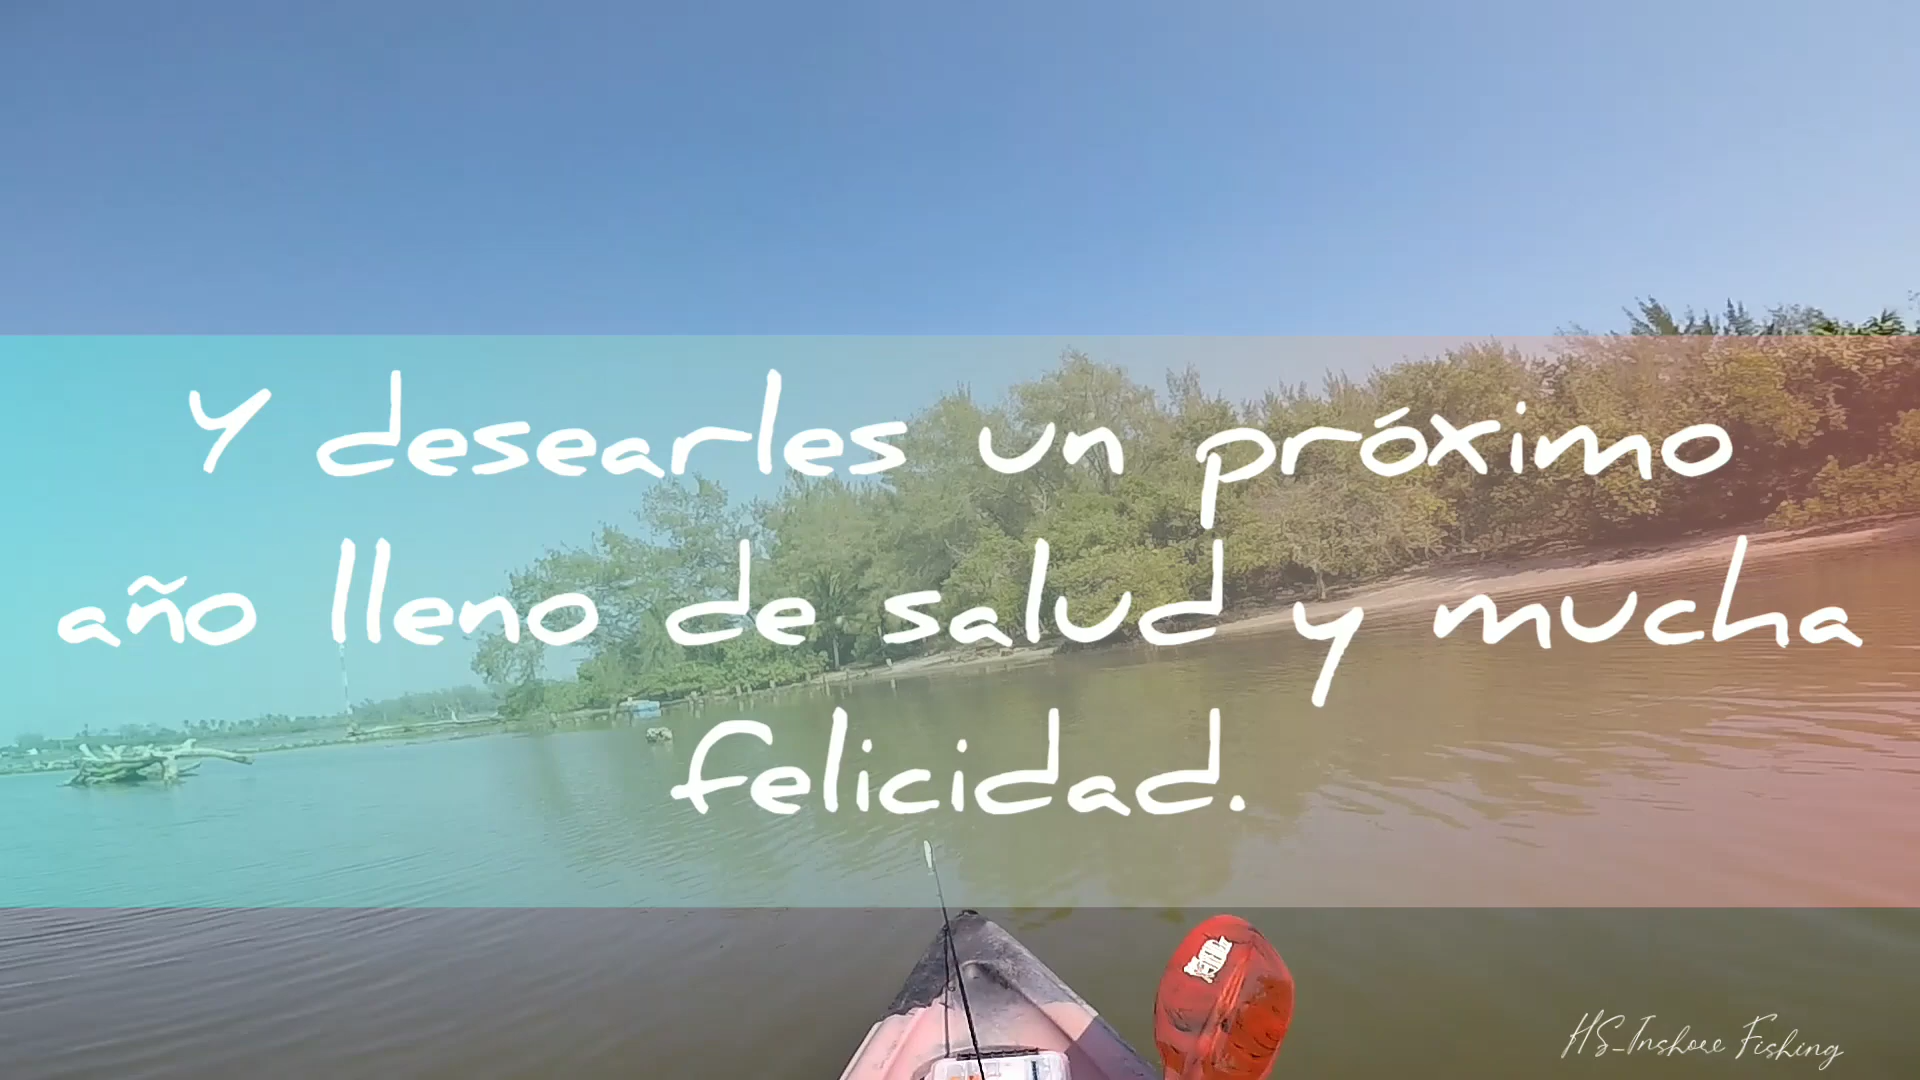 Y desearles un próximo
año lleno de salud y mucha
felicidad.
HS_Inshore Fishing